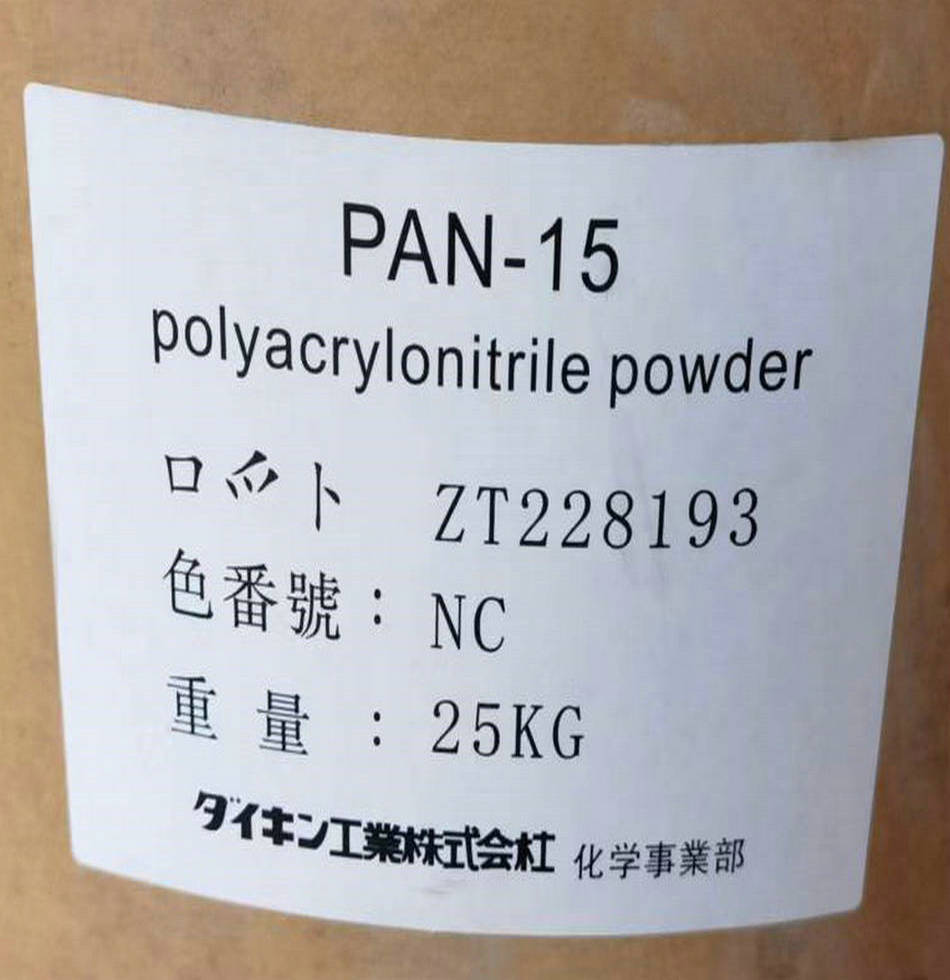 PAN-15
polyacrylonitrile powder
ロット ZT228193
色番號：NC
重量：25KG
ダイキン工業株式会社 化学事業部